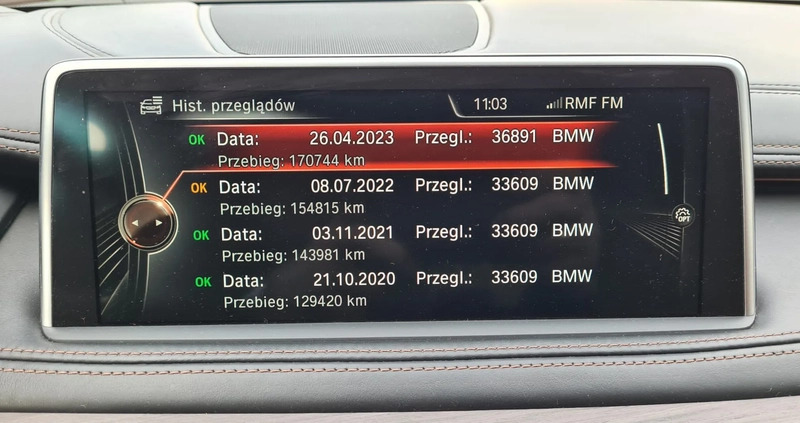 Hist. przeglądów 11:03 RMF FM
OK Data: 26.04.2023 Przegl.: 36891 BMW
Przebieg: 170744 km
OK Data: 08.07.2022 Przegl.: 33609 BMW
Przebieg: 154815 km
OK Data: 03.11.2021 Przegl.: 33609 BMW
Przebieg: 143981 km
OK Data: 21.10.2020 Przegl.: 33609 BMW
Przebieg: 129420 km
OPT